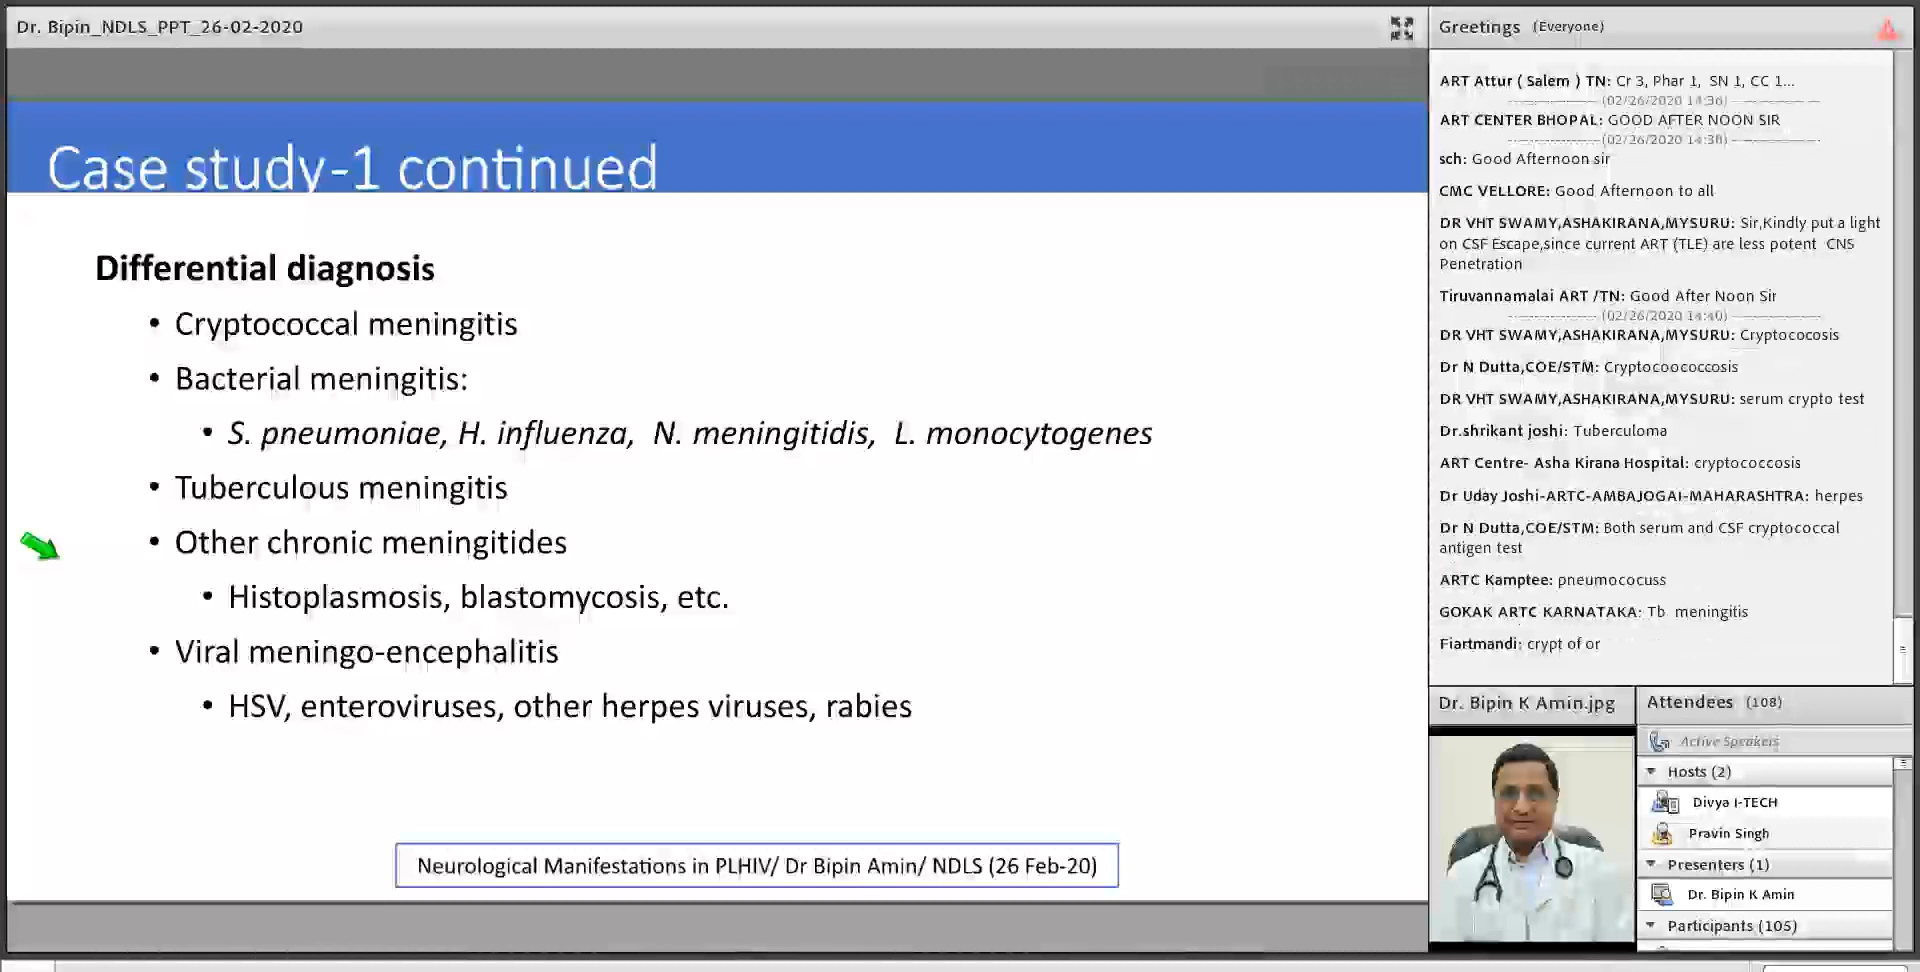 Dr. Bipin_NDLS_PPT_26-02-2020
Case study-1 continued
Differential diagnosis
• Cryptococcal meningitis
• Bacterial meningitis:
• S. pneumoniae, H. influenza, N. meningitidis, L. monocytogenes
• Tuberculous meningitis
• Other chronic meningitides
• Histoplasmosis, blastomycosis, etc.
• Viral meningo-encephalitis
• HSV, enteroviruses, other herpes viruses, rabies
Neurological Manifestations in PLHIV/ Dr Bipin Amin/ NDLS (26 Feb-20)
Greetings (Everyone)
ART Attur ( Salem ) TN: Cr 3, Phar 1, SN 1, CC 1...
(02/26/2020 14:36)
ART CENTER BHOPAL: GOOD AFTER NOON SIR
(02/26/2020 14:38)
sch: Good Afternoon sir
CMC VELLORE: Good Afternoon to all
DR VHT SWAMY,ASHAKIRANA,MYSURU: Sir,Kindly put a light
on CSF Escape,since current ART (TLE) are less potent CNS
Penetration
Tiruvannamalai ART /TN: Good After Noon Sir
(02/26/2020 14:40)
DR VHT SWAMY,ASHAKIRANA,MYSURU: Cryptococosis
Dr N Dutta,COE/STM: Cryptocoococcosis
DR VHT SWAMY,ASHAKIRANA,MYSURU: serum crypto test
Dr.shrikant joshi: Tuberculoma
ART Centre- Asha Kirana Hospital: cryptococcosis
Dr Uday Joshi-ARTC-AMBAJOGAI-MAHARASHTRA: herpes
Dr N Dutta,COE/STM: Both serum and CSF cryptococcal
antigen test
ARTC Kamptee: pneumococuss
GOKAK ARTC KARNATAKA: Tb meningitis
Fiartmandi: crypt of or
Dr. Bipin K Amin.jpg
Attendees (108)
Active Speakers
Hosts (2)
Divya I-TECH
Pravin Singh
Presenters (1)
Dr. Bipin K Amin
Participants (105)